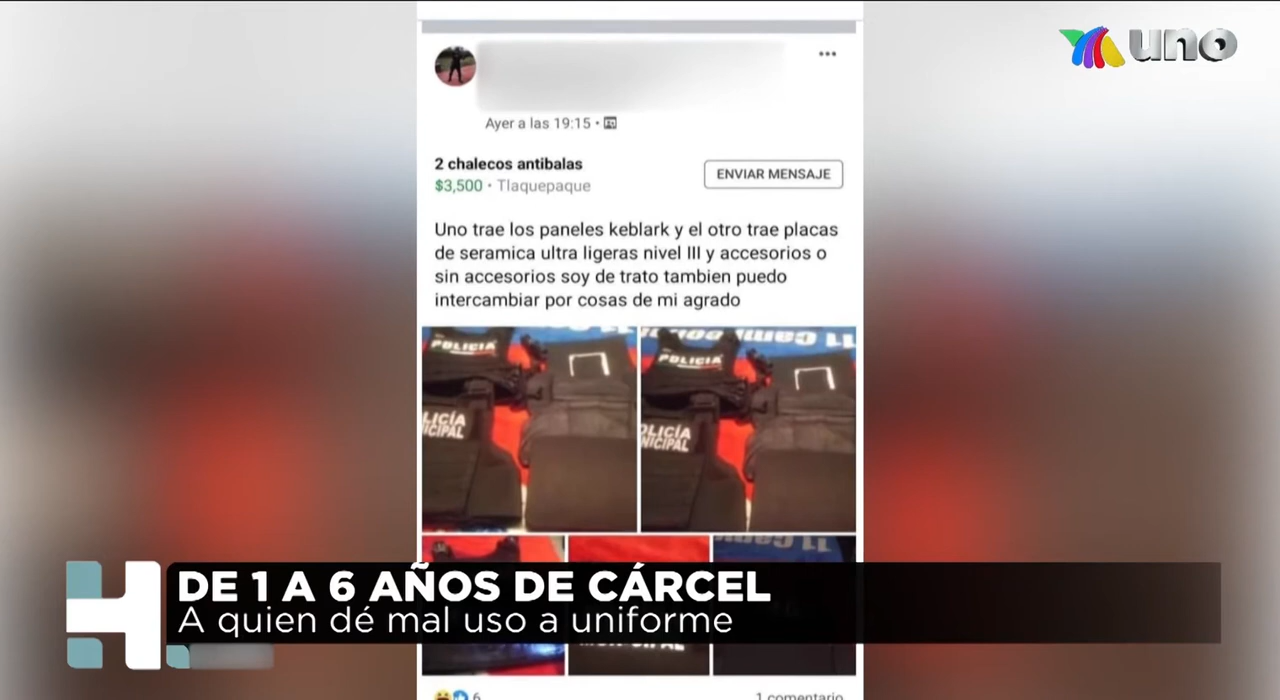 uno
Ayer a las 19:15 •
2 chalecos antibalas
ENVIAR MENSAJE
$3,500 • Tlaquepaque
Uno trae los paneles keblark y el otro trae placas
de seramica ultra ligeras nivel III y accesorios o
sin accesorios soy de trato tambien puedo
intercambiar por cosas de mi agrado
POLICIA
LICÍA
ICIPAL
POLICIA
OLICÍA
NICIPAL
DE 1 A 6 AÑOS DE CÁRCEL
A quien dé mal uso a uniforme
6
1 comentario